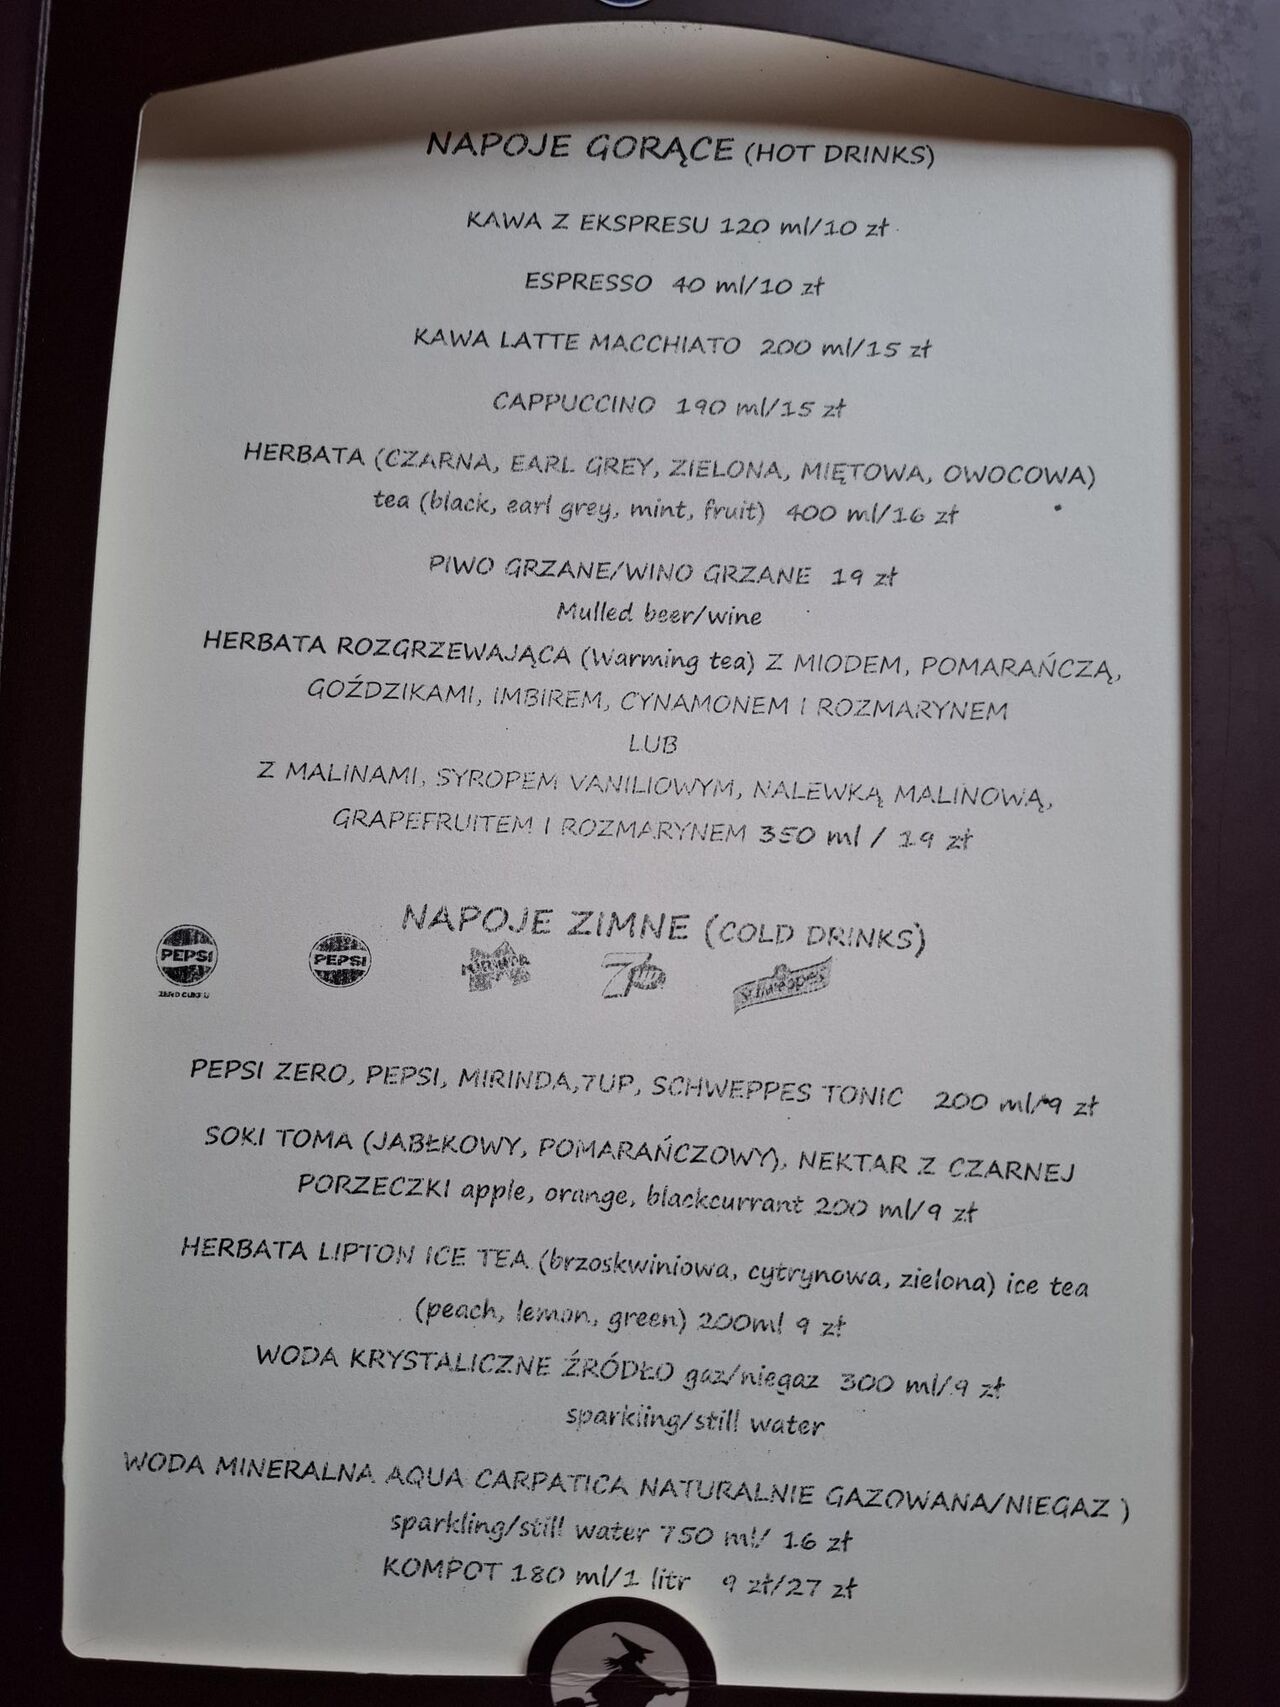 NAPOJE GORĄCE (HOT DRINKS)
KAWA Z EKSPRESU 120 ml/10 zł
ESPRESSO 40 ml/10 zł
KAWA LATTE MACCHIATO 200 ml/15 zł
CAPPUCCINO 190 ml/15 zł
HERBATA (CZARNA, EARL GREY, ZIELONA, MIĘTOWA, OWOCOWA)
tea (black, earl grey, mint, fruit) 400 ml/16 zł
PIWO GRZANE/WINO GRZANE 19 zł
Mulled beer/wine
HERBATA ROZGRZEWAJĄCA (Warming tea) Z MIODEM, POMARAŃCZĄ,
GOŹDZIKAMI, IMBIREM, CYNAMONEM I ROZMARYNEM
LUB
Z MALINAMI, SYROPEM VANILIOWYM, NALEWKĄ MALINOWĄ,
GRAPEFRUITEM I ROZMARYNEM 350 ml / 19 zł
NAPOJE ZIMNE (COLD DRINKS)
PEPSI PEPSI Mirinda 7up Schweppes
PEPSI ZERO, PEPSI, MIRINDA,7UP, SCHWEPPES TONIC 200 ml/9 zł
SOKI TOMA (JABŁKOWY, POMARAŃCZOWY), NEKTAR Z CZARNEJ
PORZECZKI apple, orange, blackcurrant 200 ml/9 zł
HERBATA LIPTON ICE TEA (brzoskwiniowa, cytrynowa, zielona) ice tea
(peach, lemon, green) 200ml 9 zł
WODA KRYSTALICZNE ŹRÓDŁO gaz/niegaz 300 ml/9 zł
sparkling/still water
WODA MINERALNA AQUA CARPATICA NATURALNIE GAZOWANA/NIEGAZ )
sparkling/still water 750 ml/ 16 zł
KOMPOT 180 ml/1 litr 9 zł/27 zł